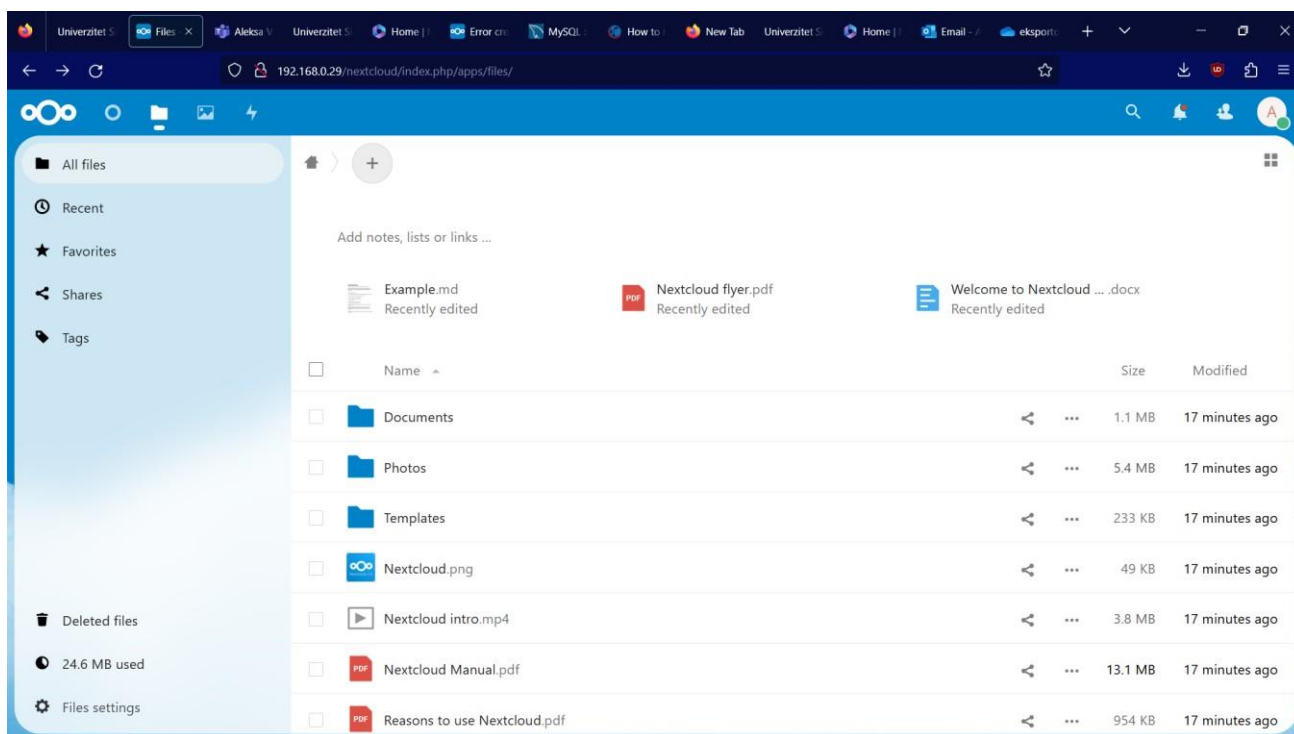 Univerzitet S
Files
Aleksa V
Univerzitet Si
Home |
Error cre
MySQL
How to
New Tab
Univerzitet S
Home |
Email -
eksporto
192.168.0.29/nextcloud/index.php/apps/files/
A
All files
Recent
Favorites
Shares
Tags
Deleted files
24.6 MB used
Files settings
Add notes, lists or links ...
Example.md
Recently edited
PDF
Nextcloud flyer.pdf
Recently edited
Welcome to Nextcloud ... .docx
Recently edited
Name Size Modified
Documents 1.1 MB 17 minutes ago
Photos 5.4 MB 17 minutes ago
Templates 233 KB 17 minutes ago
Nextcloud.png 49 KB 17 minutes ago
Nextcloud intro.mp4 3.8 MB 17 minutes ago
PDF Nextcloud Manual.pdf 13.1 MB 17 minutes ago
PDF Reasons to use Nextcloud.pdf 954 KB 17 minutes ago